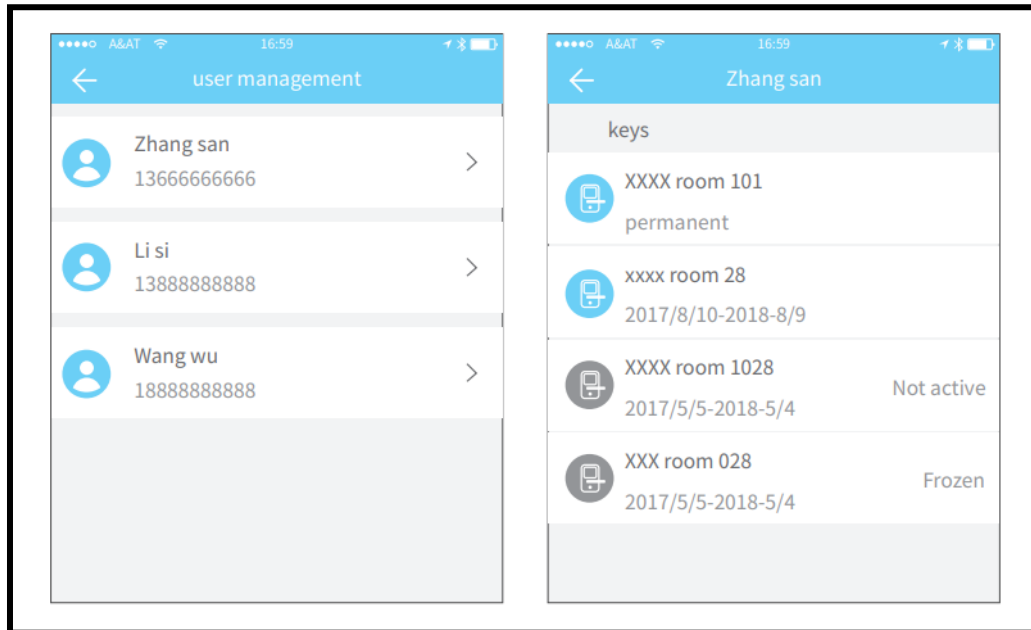 A&AT 16:59
user management
Zhang san
13666666666
Li si
13888888888
Wang wu
18888888888
A&AT 16:59
Zhang san
keys
XXXX room 101
permanent
xxxx room 28
2017/8/10-2018-8/9
XXXX room 1028
Not active
2017/5/5-2018-5/4
XXX room 028
Frozen
2017/5/5-2018-5/4